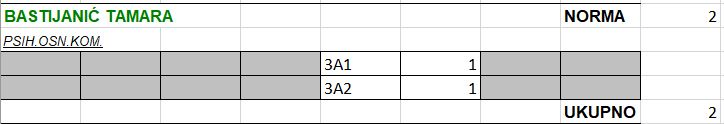 BASTIJANIĆ TAMARA NORMA 2
PSIH.OSN.KOM.
3A1 1
3A2 1
UKUPNO 2